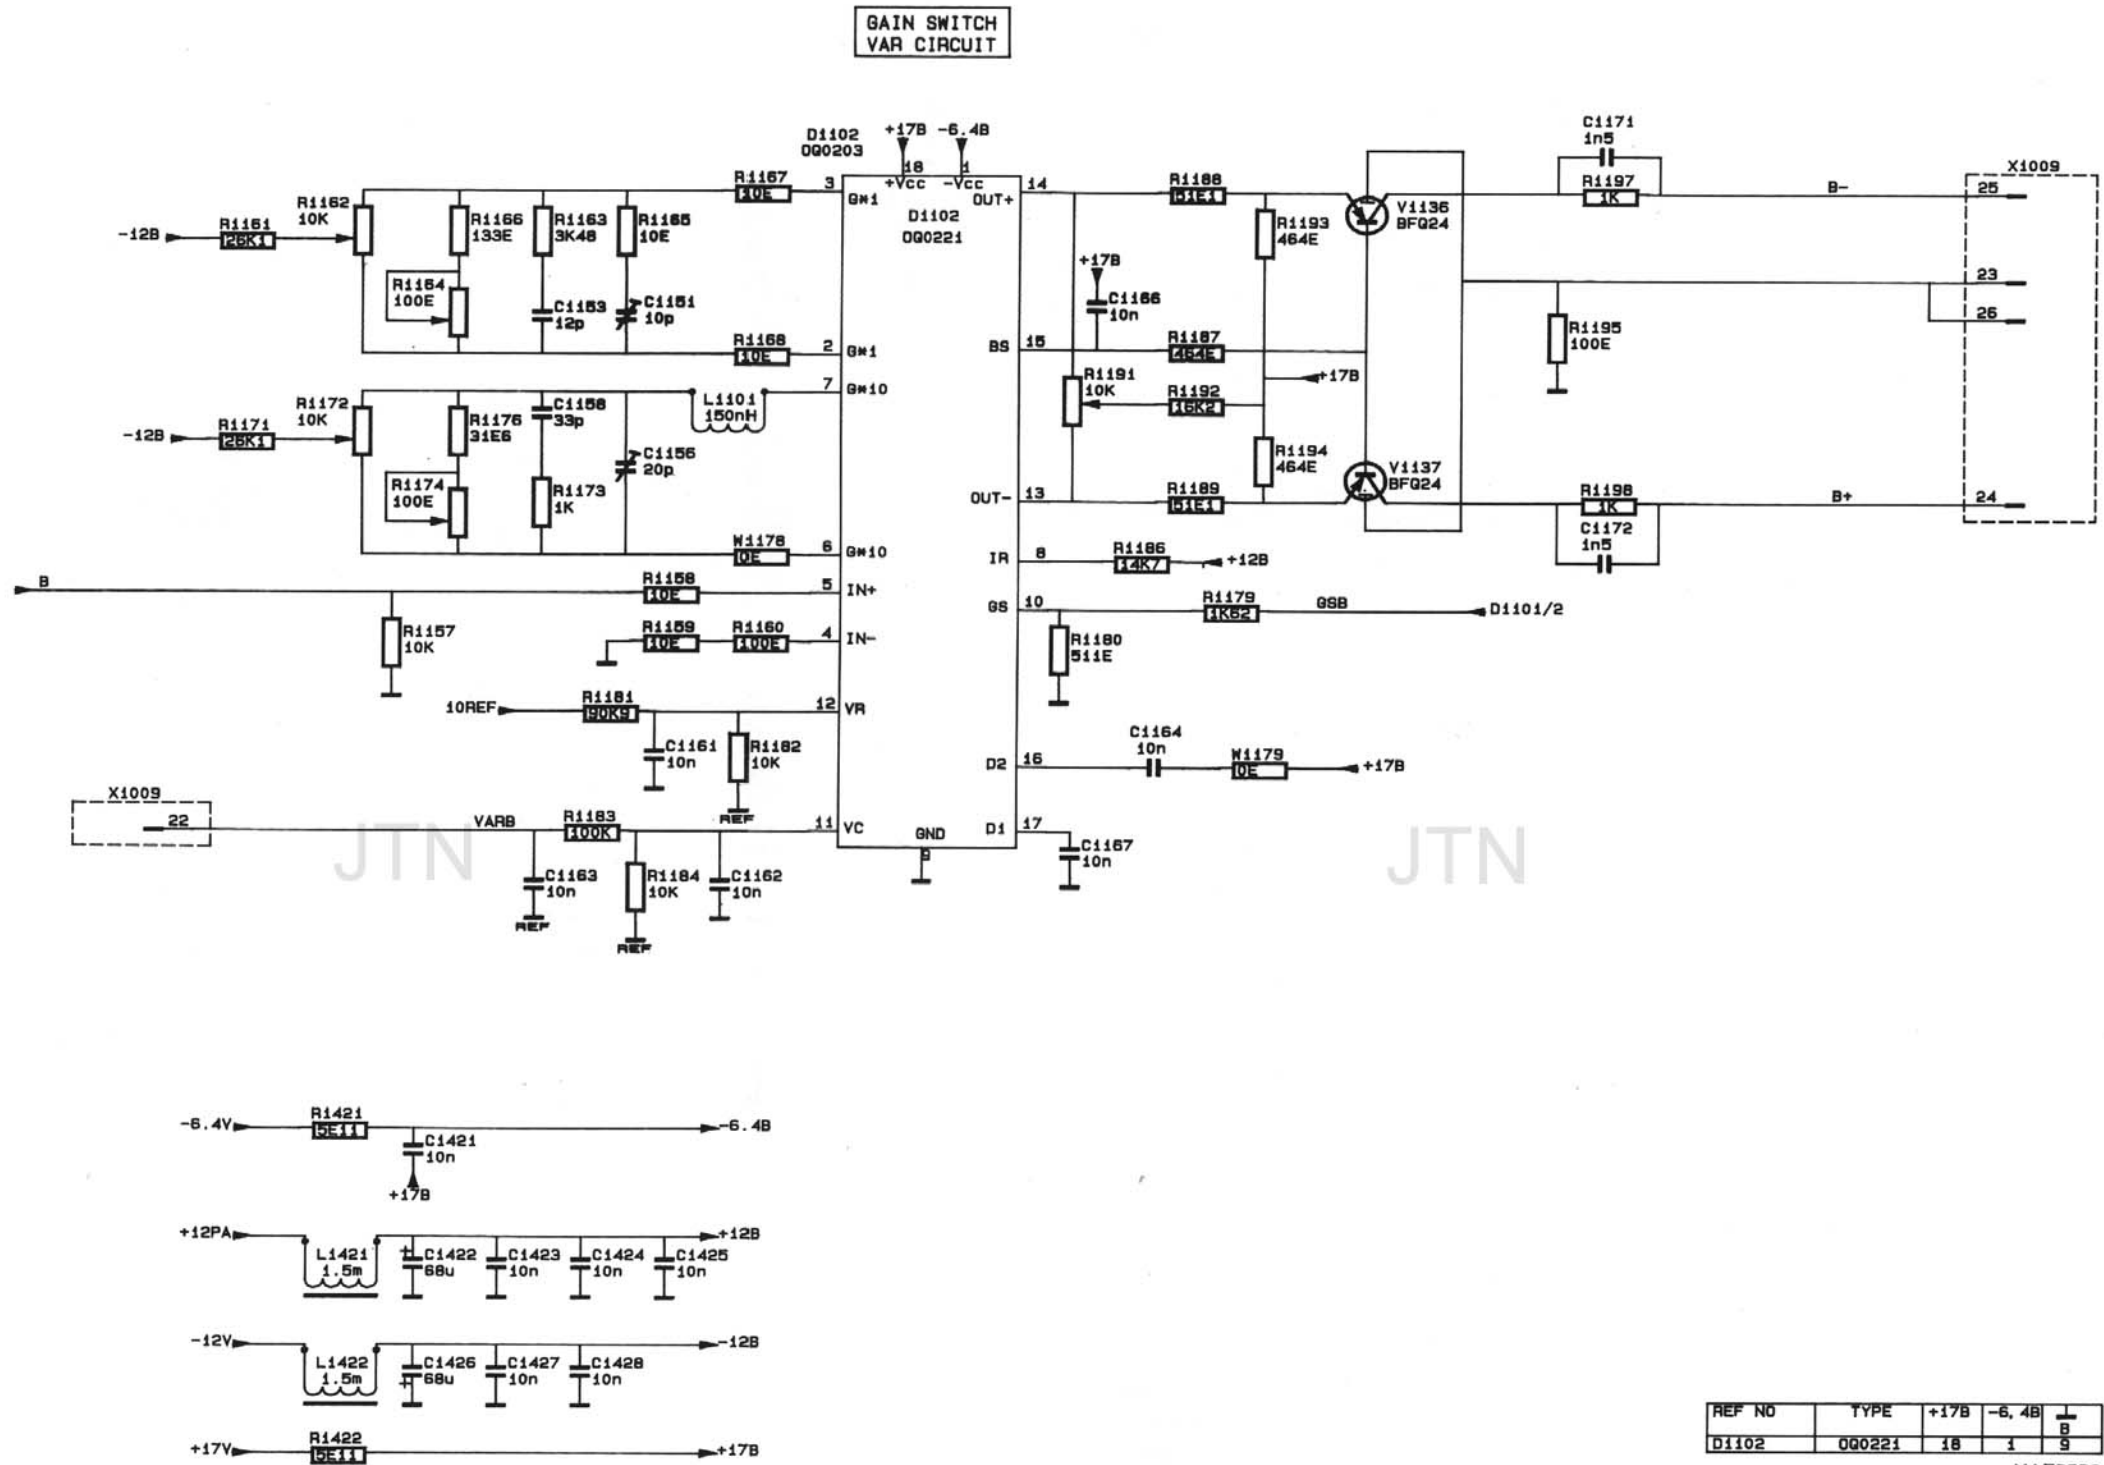 GAIN SWITCH
VAR CIRCUIT
D1102
OQ0203
+17B
-6.4B
18
1
+Vcc
-Vcc
D1102
OQ0221
-12B
R1161
26K1
R1162
10K
R1166
133E
R1163
3K48
R1165
10E
R1167
10E
3
G*1
R1164
100E
C1153
12p
C1151
10p
R1168
10E
2
G*1
-12B
R1171
26K1
R1172
10K
R1176
31E6
C1158
33p
L1101
150nH
7
G*10
R1174
100E
R1173
1K
C1156
20p
W1178
0E
6
G*10
B
R1157
10K
R1158
10E
5
IN+
R1159
10E
R1160
100E
4
IN-
10REF
R1181
90K9
12
VR
C1161
10n
R1182
10K
REF
X1009
22
VARB
R1183
100K
11
VC
C1163
10n
REF
R1184
10K
REF
C1162
10n
GND
9
14
OUT+
R1188
51E1
R1193
464E
V1136
BFQ24
C1171
1n5
R1197
1K
B-
X1009
25
23
26
+17B
C1166
10n
R1195
100E
BS
15
R1187
464E
R1191
10K
R1192
16K2
+17B
R1194
464E
OUT-
13
R1189
51E1
V1137
BFQ24
R1198
1K
C1172
1n5
B+
24
IR
8
R1186
14K7
+12B
GS
10
R1179
1K62
GSB
D1101/2
R1180
511E
D2
16
C1164
10n
W1179
0E
+17B
D1
17
C1167
10n
JTN
JTN
-6.4V
R1421
5E11
-6.4B
C1421
10n
+17B
+12PA
L1421
1.5m
+
C1422
68u
C1423
10n
C1424
10n
C1425
10n
+12B
-12V
L1422
1.5m
C1426
68u
+
C1427
10n
C1428
10n
-12B
+17V
R1422
5E11
+17B
REF NO TYPE +17B -6,4B B
D1102 OQ0221 18 1 9